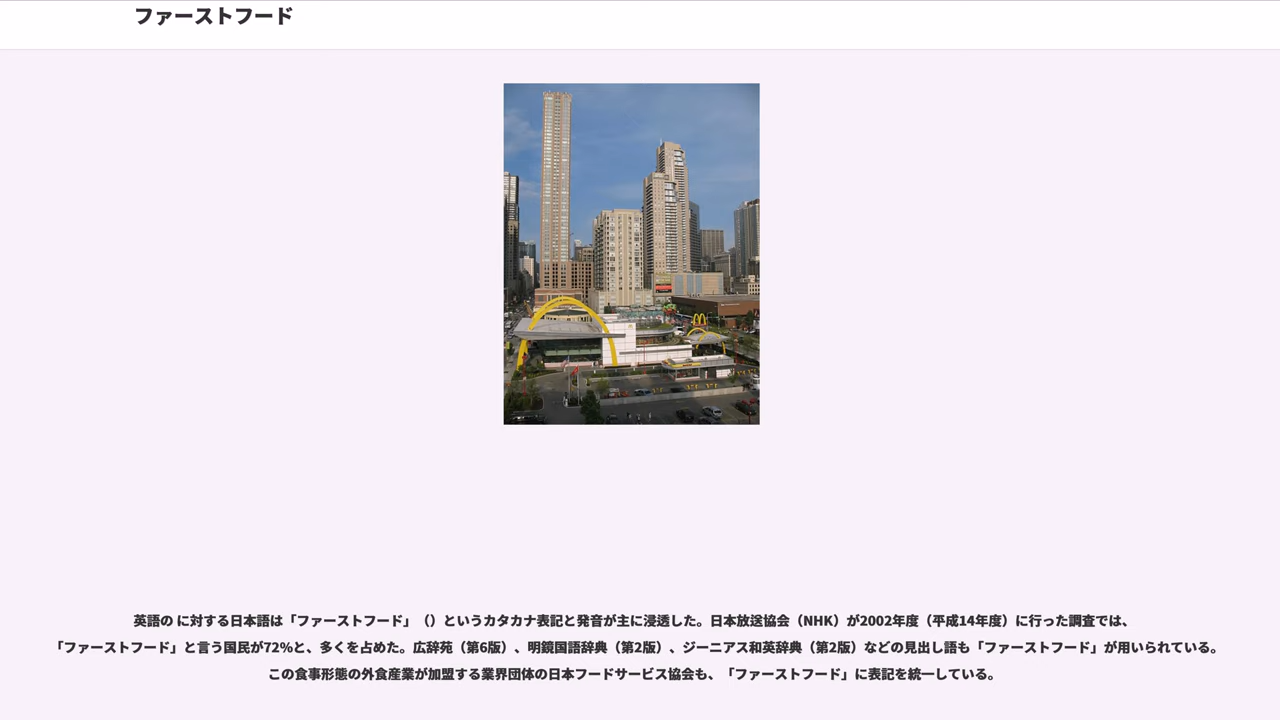 ファーストフード
英語の に対する日本語は「ファーストフード」（）というカタカナ表記と発音が主に浸透した。日本放送協会（NHK）が2002年度（平成14年度）に行った調査では、
「ファーストフード」と言う国民が72%と、多くを占めた。広辞苑（第6版）、明鏡国語辞典（第2版）、ジーニアス和英辞典（第2版）などの見出し語も「ファーストフード」が用いられている。
この食事形態の外食産業が加盟する業界団体の日本フードサービス協会も、「ファーストフード」に表記を統一している。